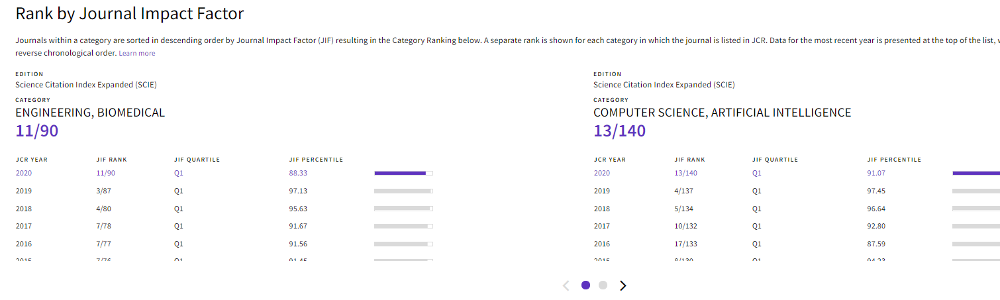 Rank by Journal Impact Factor
Journals within a category are sorted in descending order by Journal Impact Factor (JIF) resulting in the Category Ranking below. A separate rank is shown for each category in which the journal is listed in JCR. Data for the most recent year is presented at the top of the list,
reverse chronological order. Learn more
EDITION
Science Citation Index Expanded (SCIE)
CATEGORY
ENGINEERING, BIOMEDICAL
11/90
JCR YEAR JIF RANK JIF QUARTILE JIF PERCENTILE
2020 11/90 Q1 88.33
2019 3/87 Q1 97.13
2018 4/80 Q1 95.63
2017 7/78 Q1 91.67
2016 7/77 Q1 91.56
2015 7/76 Q1 91.45
EDITION
Science Citation Index Expanded (SCIE)
CATEGORY
COMPUTER SCIENCE, ARTIFICIAL INTELLIGENCE
13/140
JCR YEAR JIF RANK JIF QUARTILE JIF PERCENTILE
2020 13/140 Q1 91.07
2019 4/137 Q1 97.45
2018 5/134 Q1 96.64
2017 10/132 Q1 92.80
2016 17/133 Q1 87.59
2015 8/130 Q1 94.23